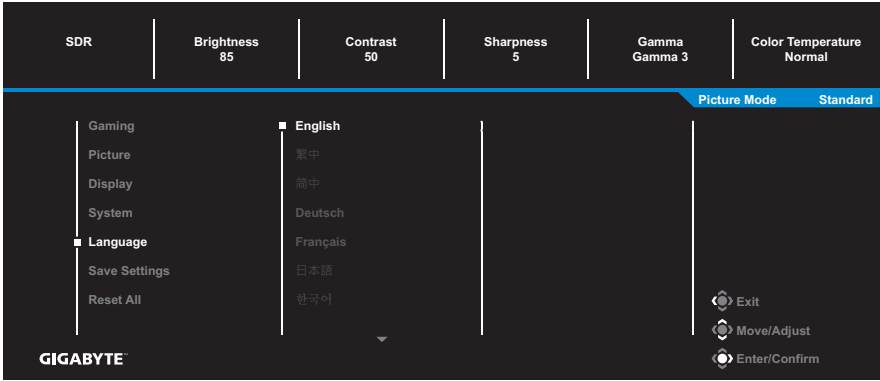 SDR
Brightness
85
Contrast
50
Sharpness
5
Gamma
Gamma 3
Color Temperature
Normal
Picture Mode Standard
Gaming
Picture
Display
System
Language
Save Settings
Reset All
English
繁中
简中
Deutsch
Français
日本語
한국어
Exit
Move/Adjust
Enter/Confirm
GIGABYTE™